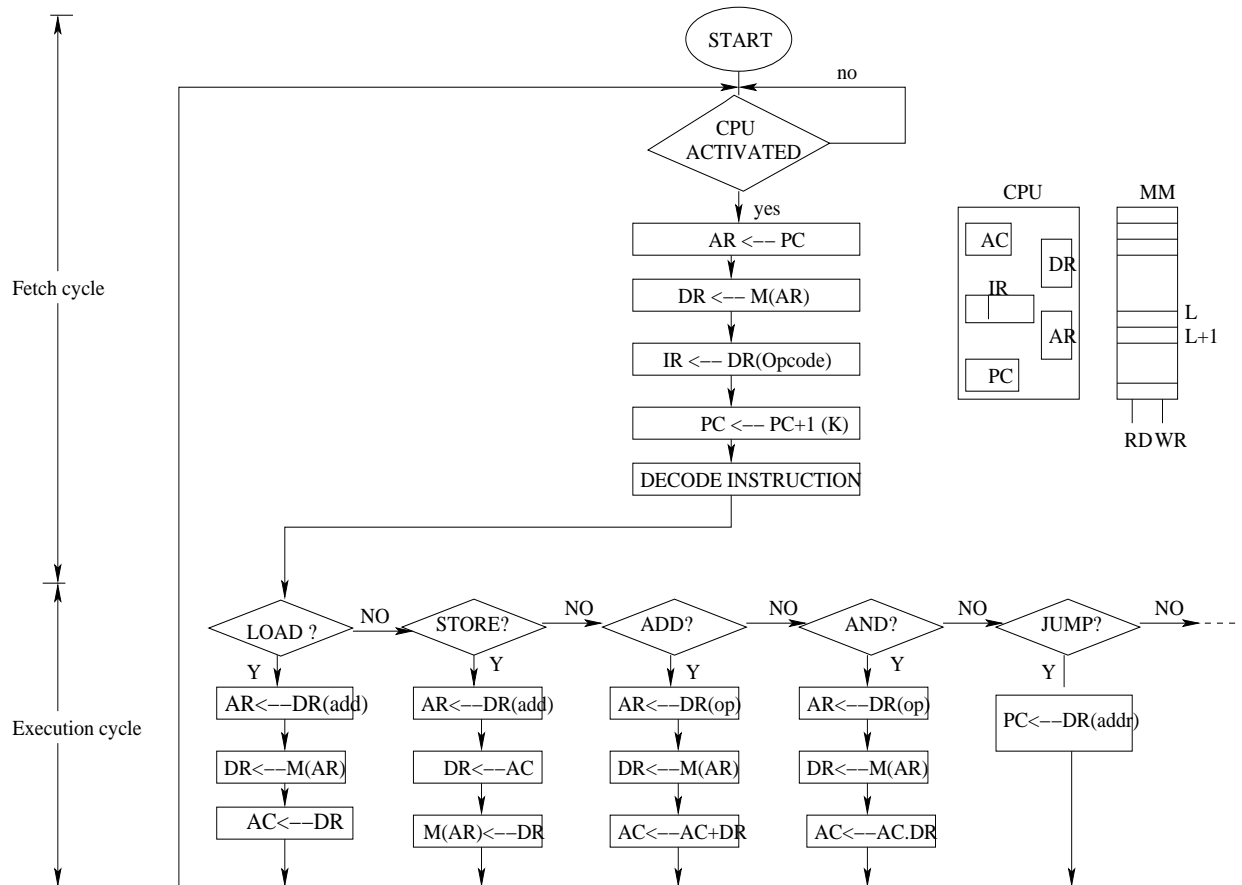 START
no
CPU
ACTIVATED
yes
AR <−− PC
DR <−− M(AR)
IR <−− DR(Opcode)
PC <−− PC+1 (K)
DECODE INSTRUCTION
CPU
MM
AC
DR
IR
AR
PC
L
L+1
RD WR
Fetch cycle
Execution cycle
LOAD ?
NO
STORE?
NO
ADD?
NO
AND?
NO
JUMP?
NO
Y
Y
Y
Y
Y
AR<−−DR(add)
DR<−−M(AR)
AC<−−DR
AR<−−DR(add)
DR<−−AC
M(AR)<−−DR
AR<−−DR(op)
DR<−−M(AR)
AC<−−AC+DR
AR<−−DR(op)
DR<−−M(AR)
AC<−−AC.DR
PC<−−DR(addr)